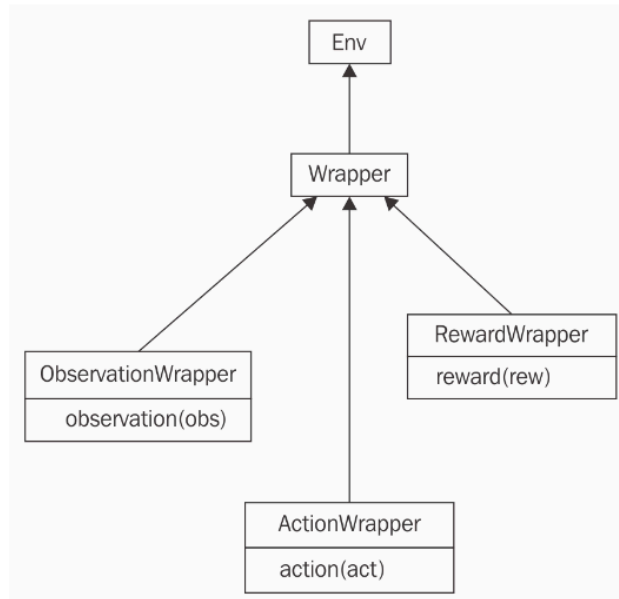 Env
Wrapper
RewardWrapper
reward(rew)
ObservationWrapper
observation(obs)
ActionWrapper
action(act)